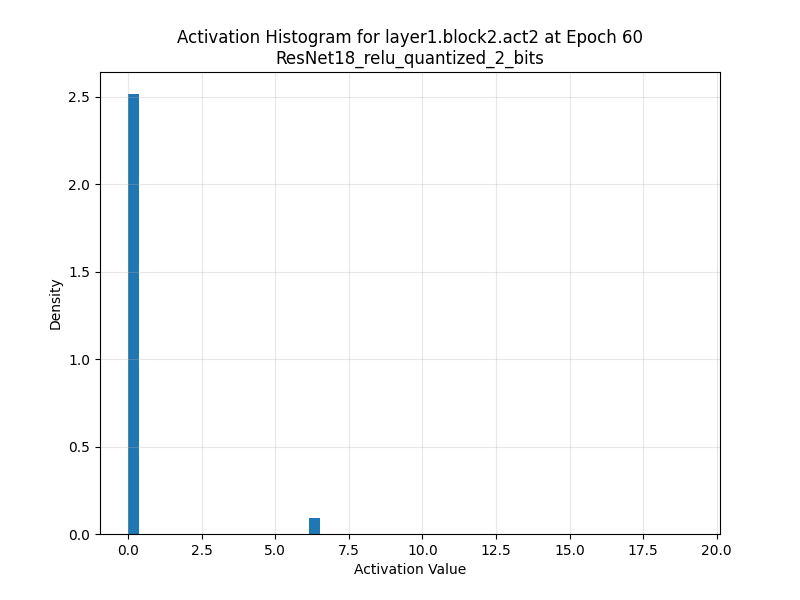 Activation Histogram for layer1.block2.act2 at Epoch 60
ResNet18_relu_quantized_2_bits
2.5
2.0
1.5
1.0
0.5
0.0
Density
0.0 2.5 5.0 7.5 10.0 12.5 15.0 17.5 20.0
Activation Value